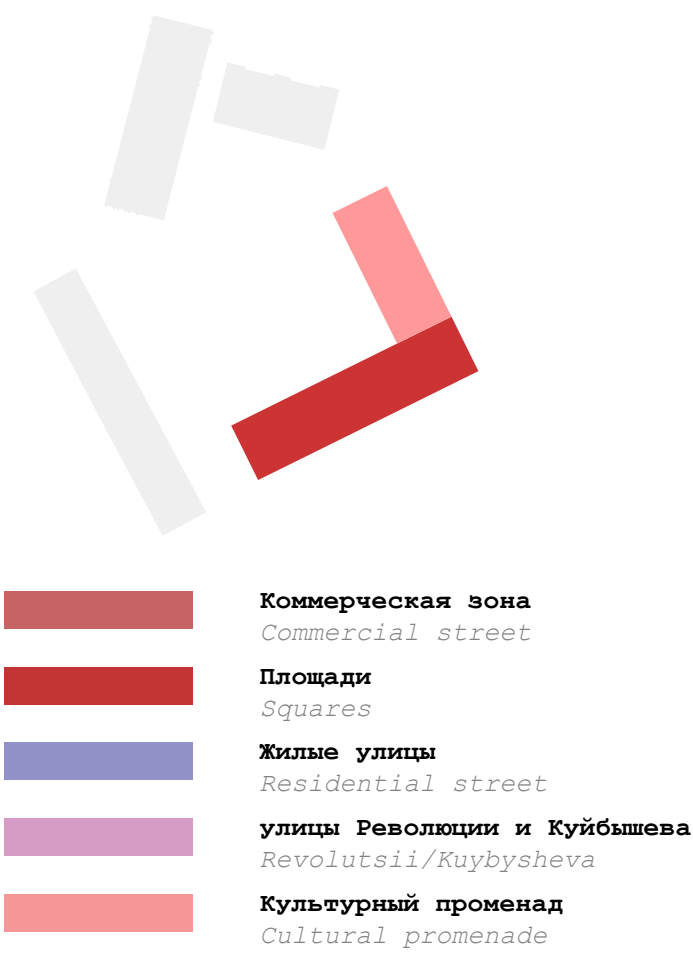 Коммерческая зона
Commercial street
Площади
Squares
Жилые улицы
Residential street
улицы Революции и Куйбышева
Revolutsii/Kuybysheva
Культурный променад
Cultural promenade